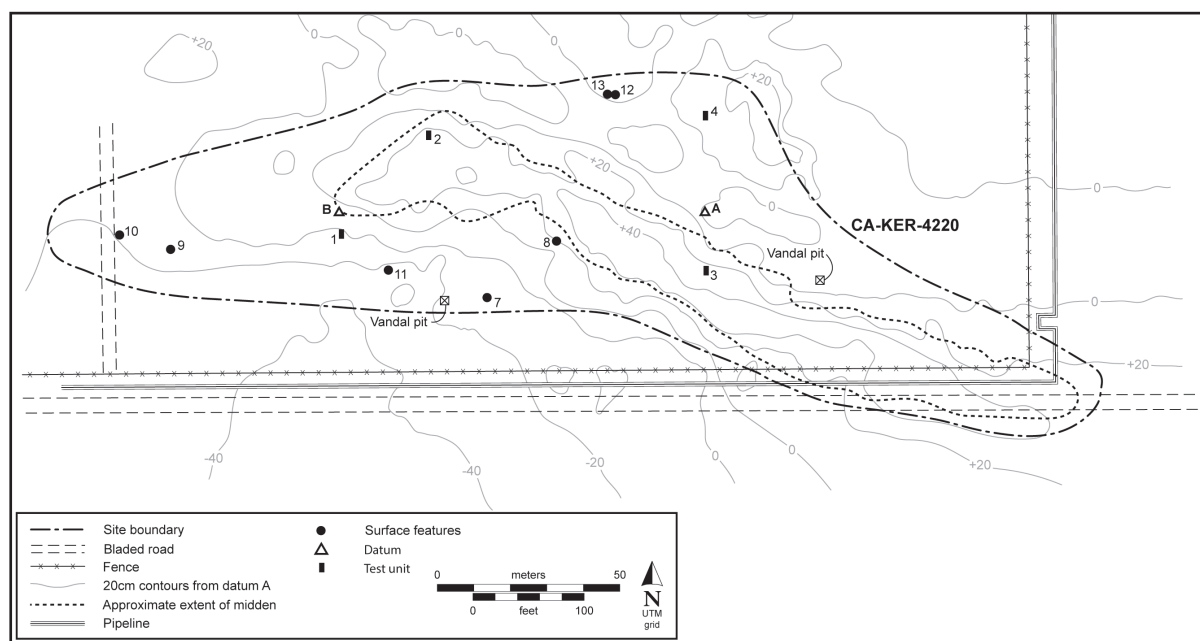 +20
0
0
0
+20
13
12
4
2
+20
0
B
A
0
CA-KER-4220
10
9
1
8
+40
Vandal pit
11
3
7
0
Vandal pit
+20
-40
-40
-20
0
0
+20
Site boundary
Bladed road
Fence
20cm contours from datum A
Approximate extent of midden
Pipeline
Surface features
Datum
Test unit
0 meters 50
0 feet 100
N
UTM
grid